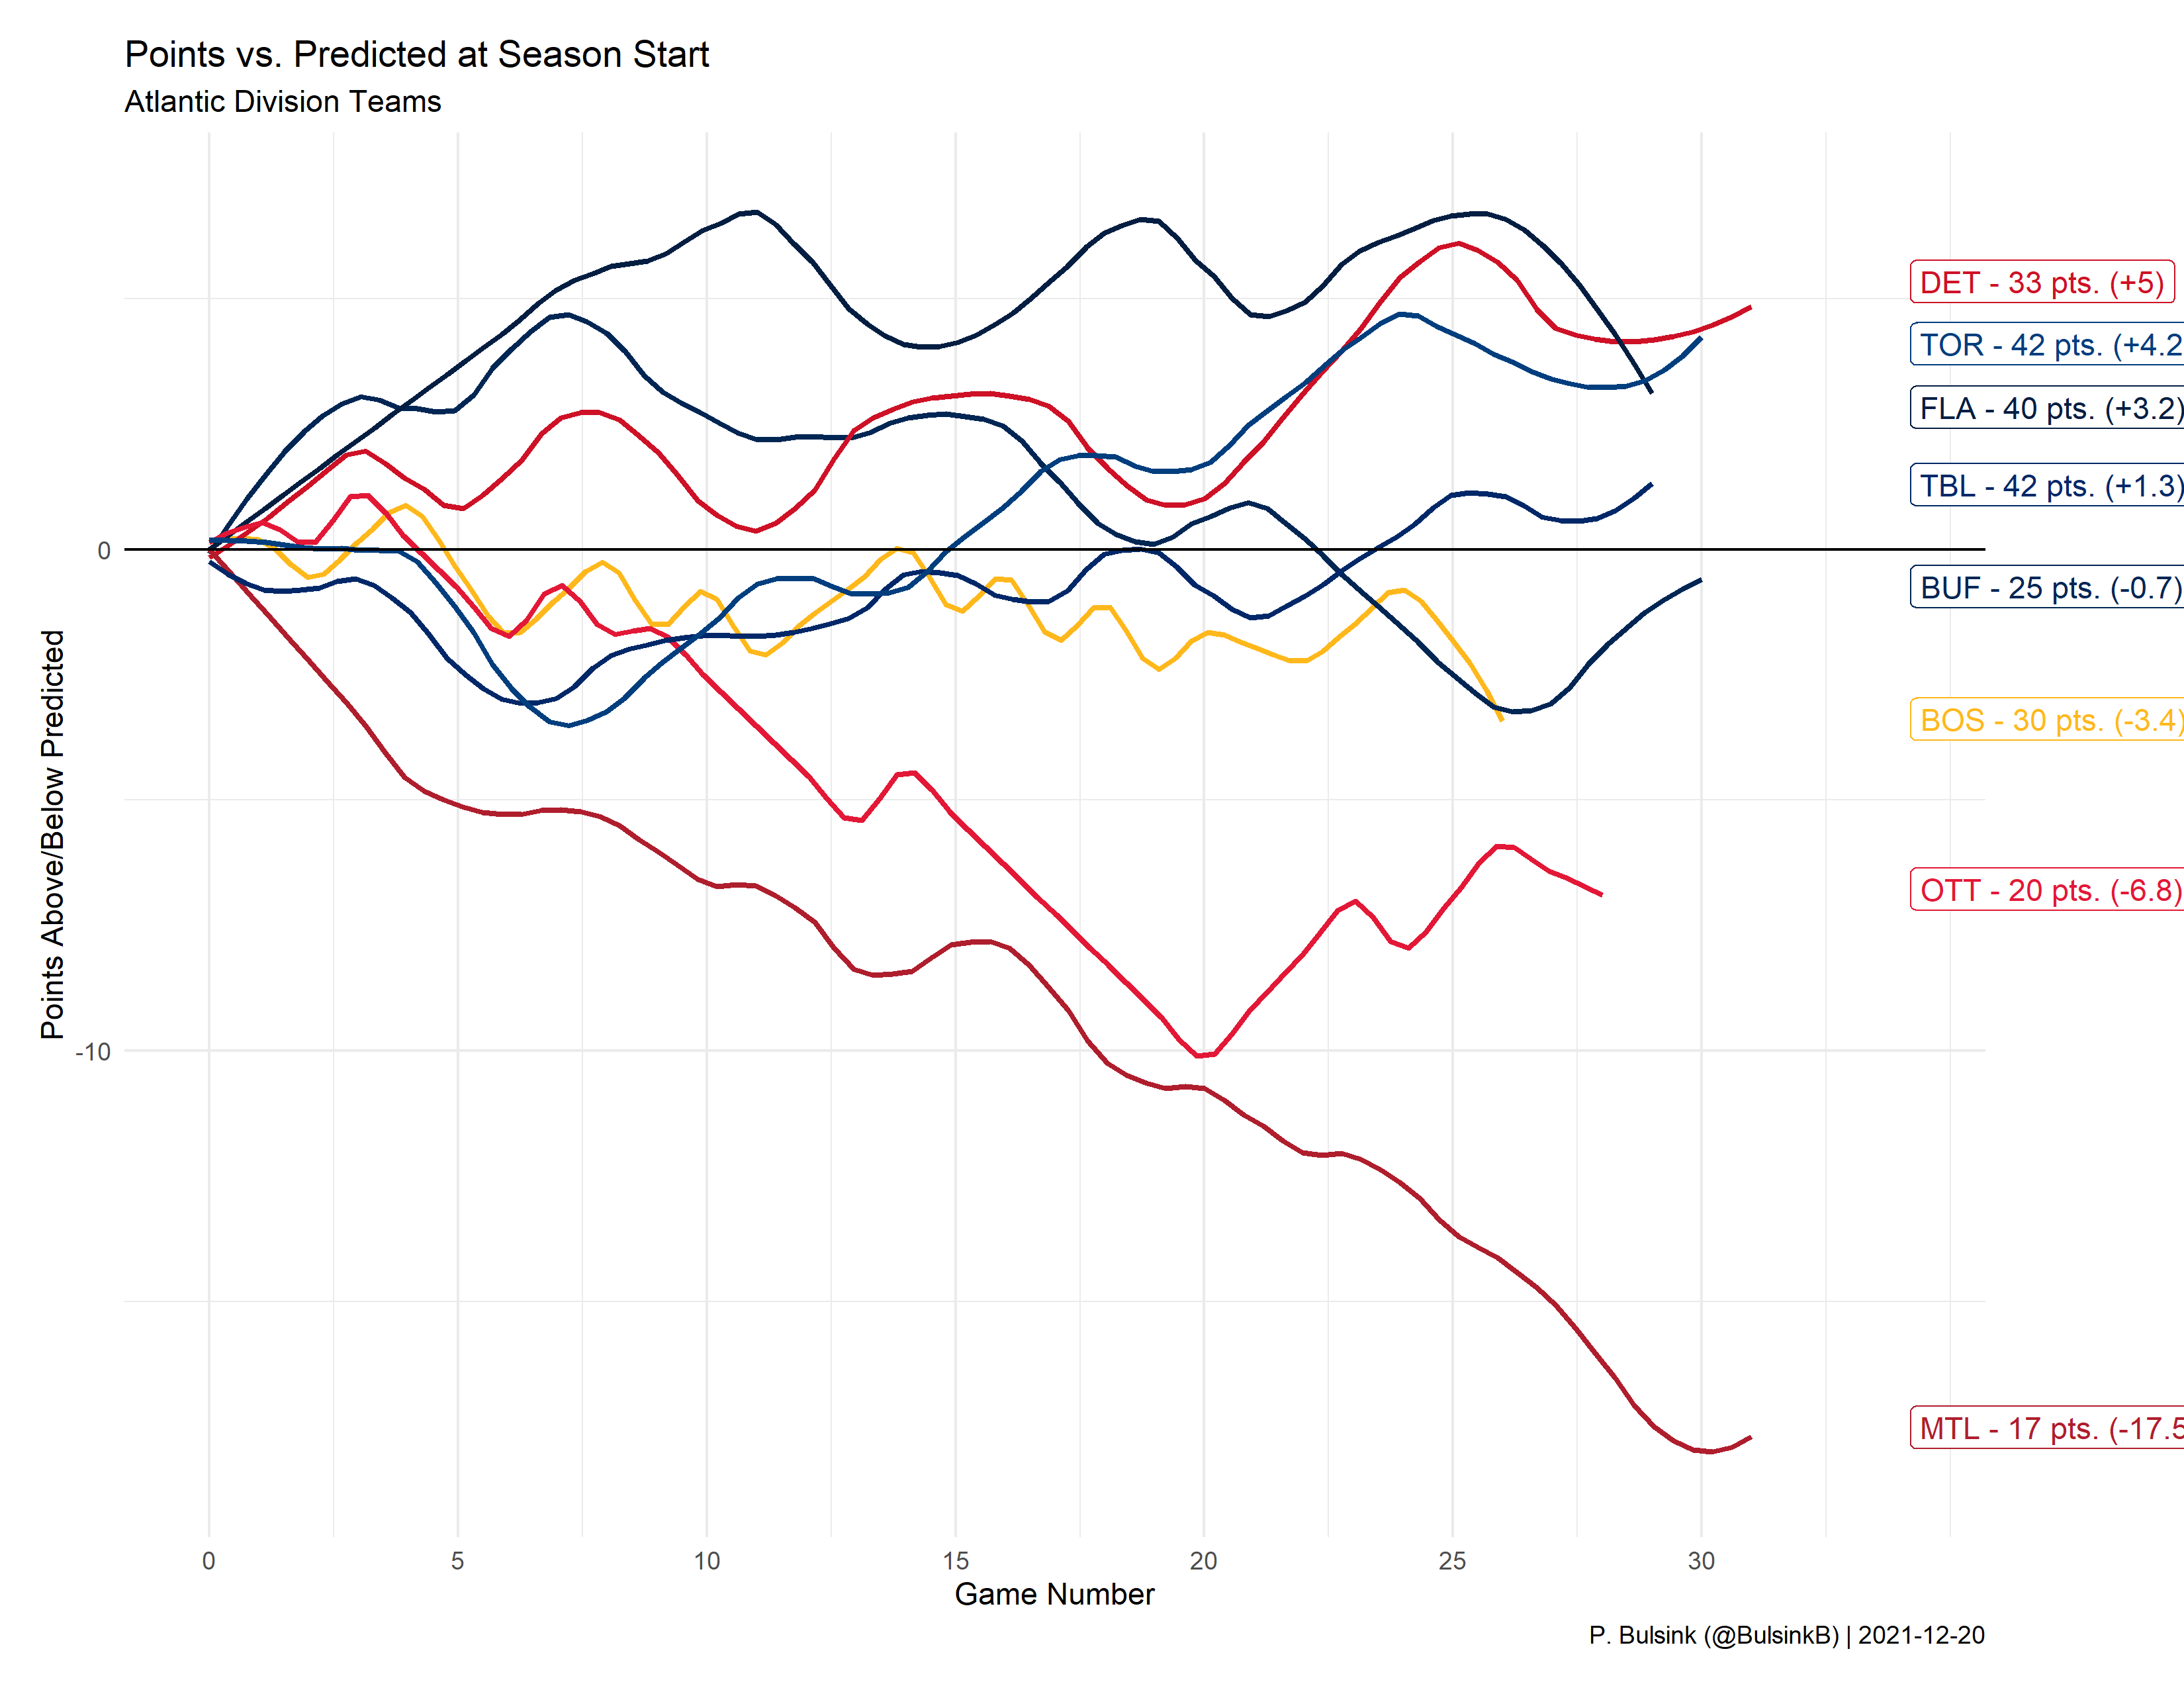 Points vs. Predicted at Season Start
Atlantic Division Teams
Points Above/Below Predicted
0
-10
DET - 33 pts. (+5)
TOR - 42 pts. (+4.2
FLA - 40 pts. (+3.2)
TBL - 42 pts. (+1.3)
BUF - 25 pts. (-0.7)
BOS - 30 pts. (-3.4)
OTT - 20 pts. (-6.8)
MTL - 17 pts. (-17.5
0 5 10 15 20 25 30
Game Number
P. Bulsink (@BulsinkB) | 2021-12-20